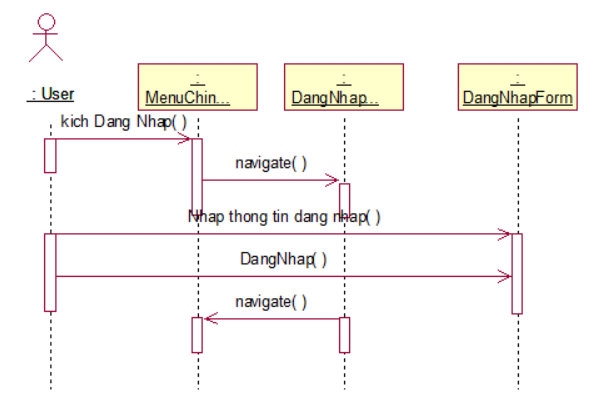 : User
:
MenuChin...
:
DangNhap...
:
DangNhapForm
kich Dang Nhap( )
navigate( )
Nhap thong tin dang nhap( )
DangNhap( )
navigate( )